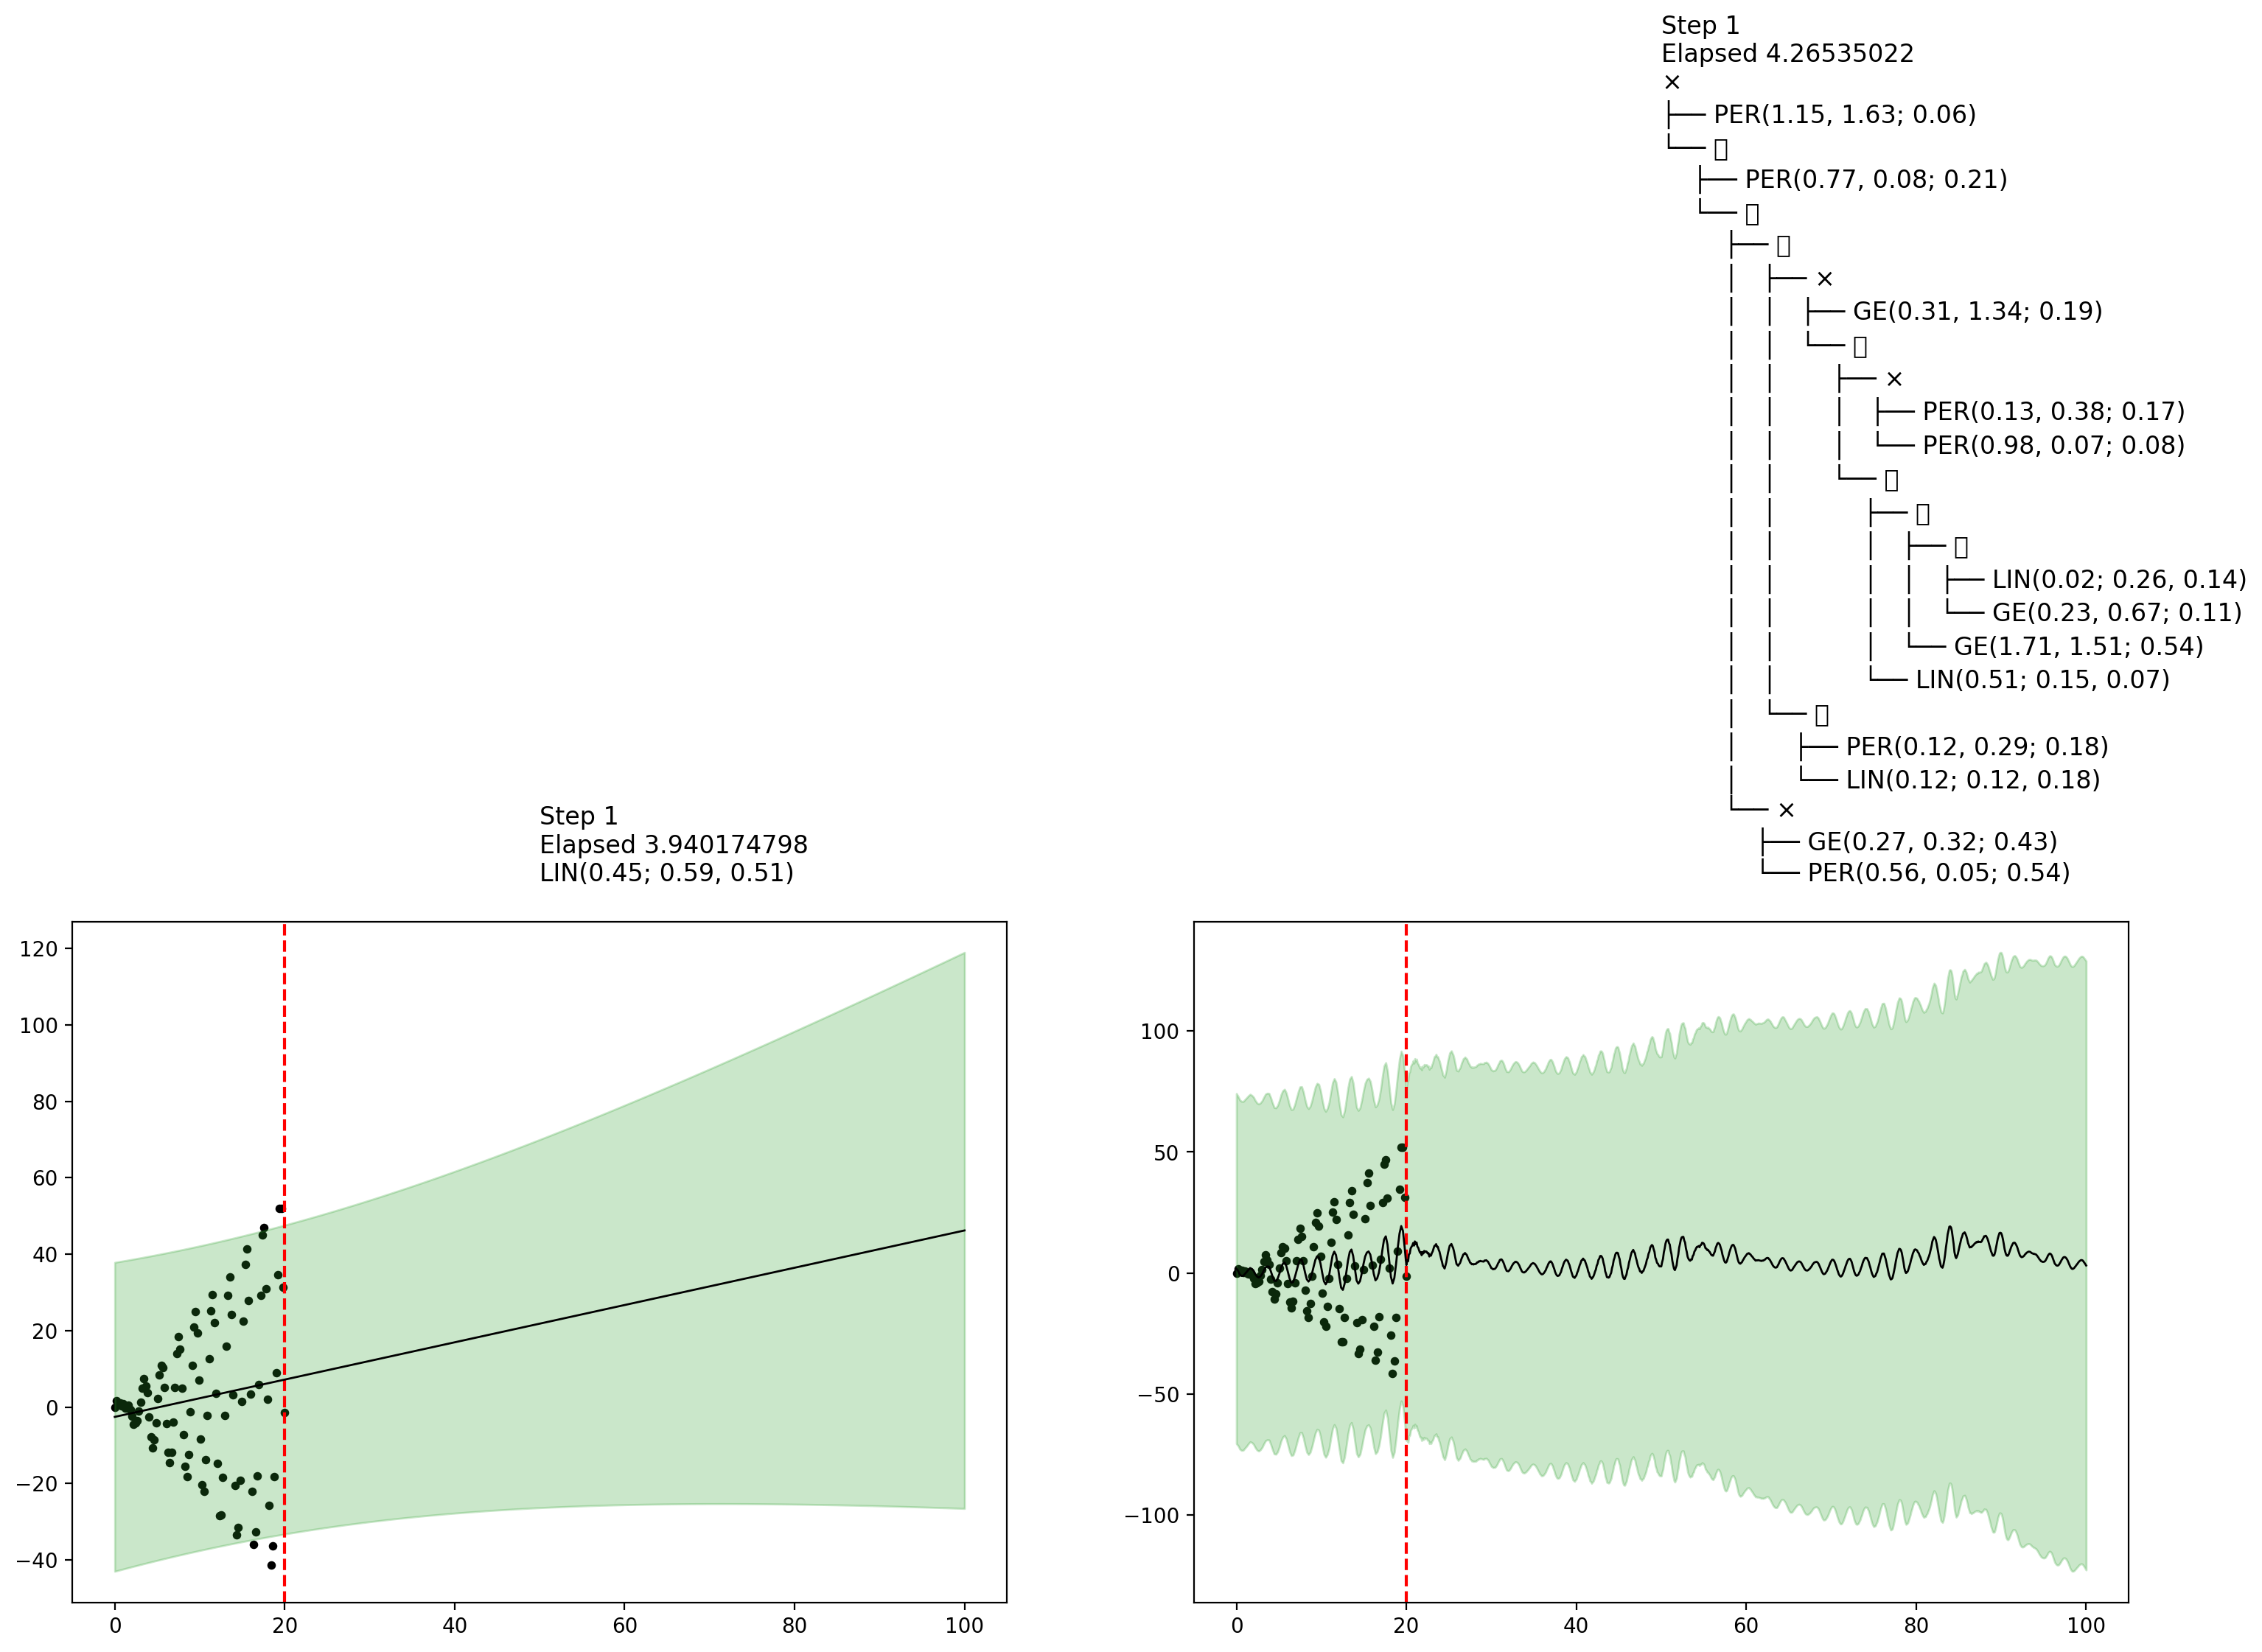 Step 1
Elapsed 3.940174798
LIN(0.45; 0.59, 0.51)
120
100
80
60
40
20
0
−20
−40
0 20 40 60 80 100
Step 1
Elapsed 4.26535022
×
├── PER(1.15, 1.63; 0.06)
└── ▯
├── PER(0.77, 0.08; 0.21)
└── ▯
├── ▯
│ ├── ×
│ │ ├── GE(0.31, 1.34; 0.19)
│ │ └── ▯
│ │ ├── ×
│ │ │ ├── PER(0.13, 0.38; 0.17)
│ │ │ └── PER(0.98, 0.07; 0.08)
│ │ └── ▯
│ │ ├── ▯
│ │ │ ├── ▯
│ │ │ │ ├── LIN(0.02; 0.26, 0.14)
│ │ │ │ └── GE(0.23, 0.67; 0.11)
│ │ │ └── GE(1.71, 1.51; 0.54)
│ │ └── LIN(0.51; 0.15, 0.07)
│ └── ▯
│ ├── PER(0.12, 0.29; 0.18)
│ └── LIN(0.12; 0.12, 0.18)
└── ×
├── GE(0.27, 0.32; 0.43)
└── PER(0.56, 0.05; 0.54)
100
50
0
−50
−100
0 20 40 60 80 100